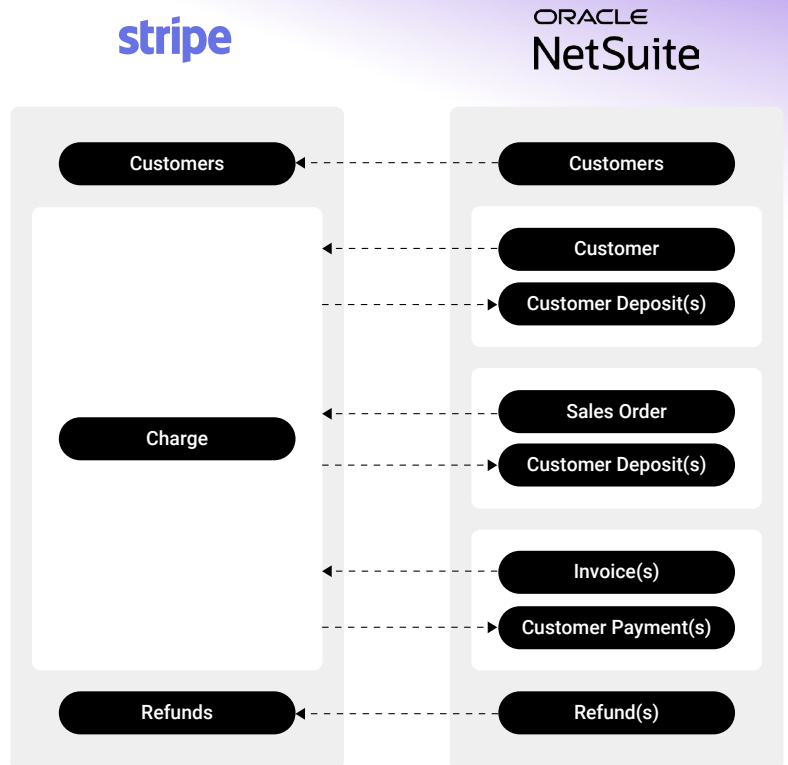 stripe
ORACLE
NetSuite
Customers
Customers
Customer
Customer Deposit(s)
Charge
Sales Order
Customer Deposit(s)
Invoice(s)
Customer Payment(s)
Refunds
Refund(s)